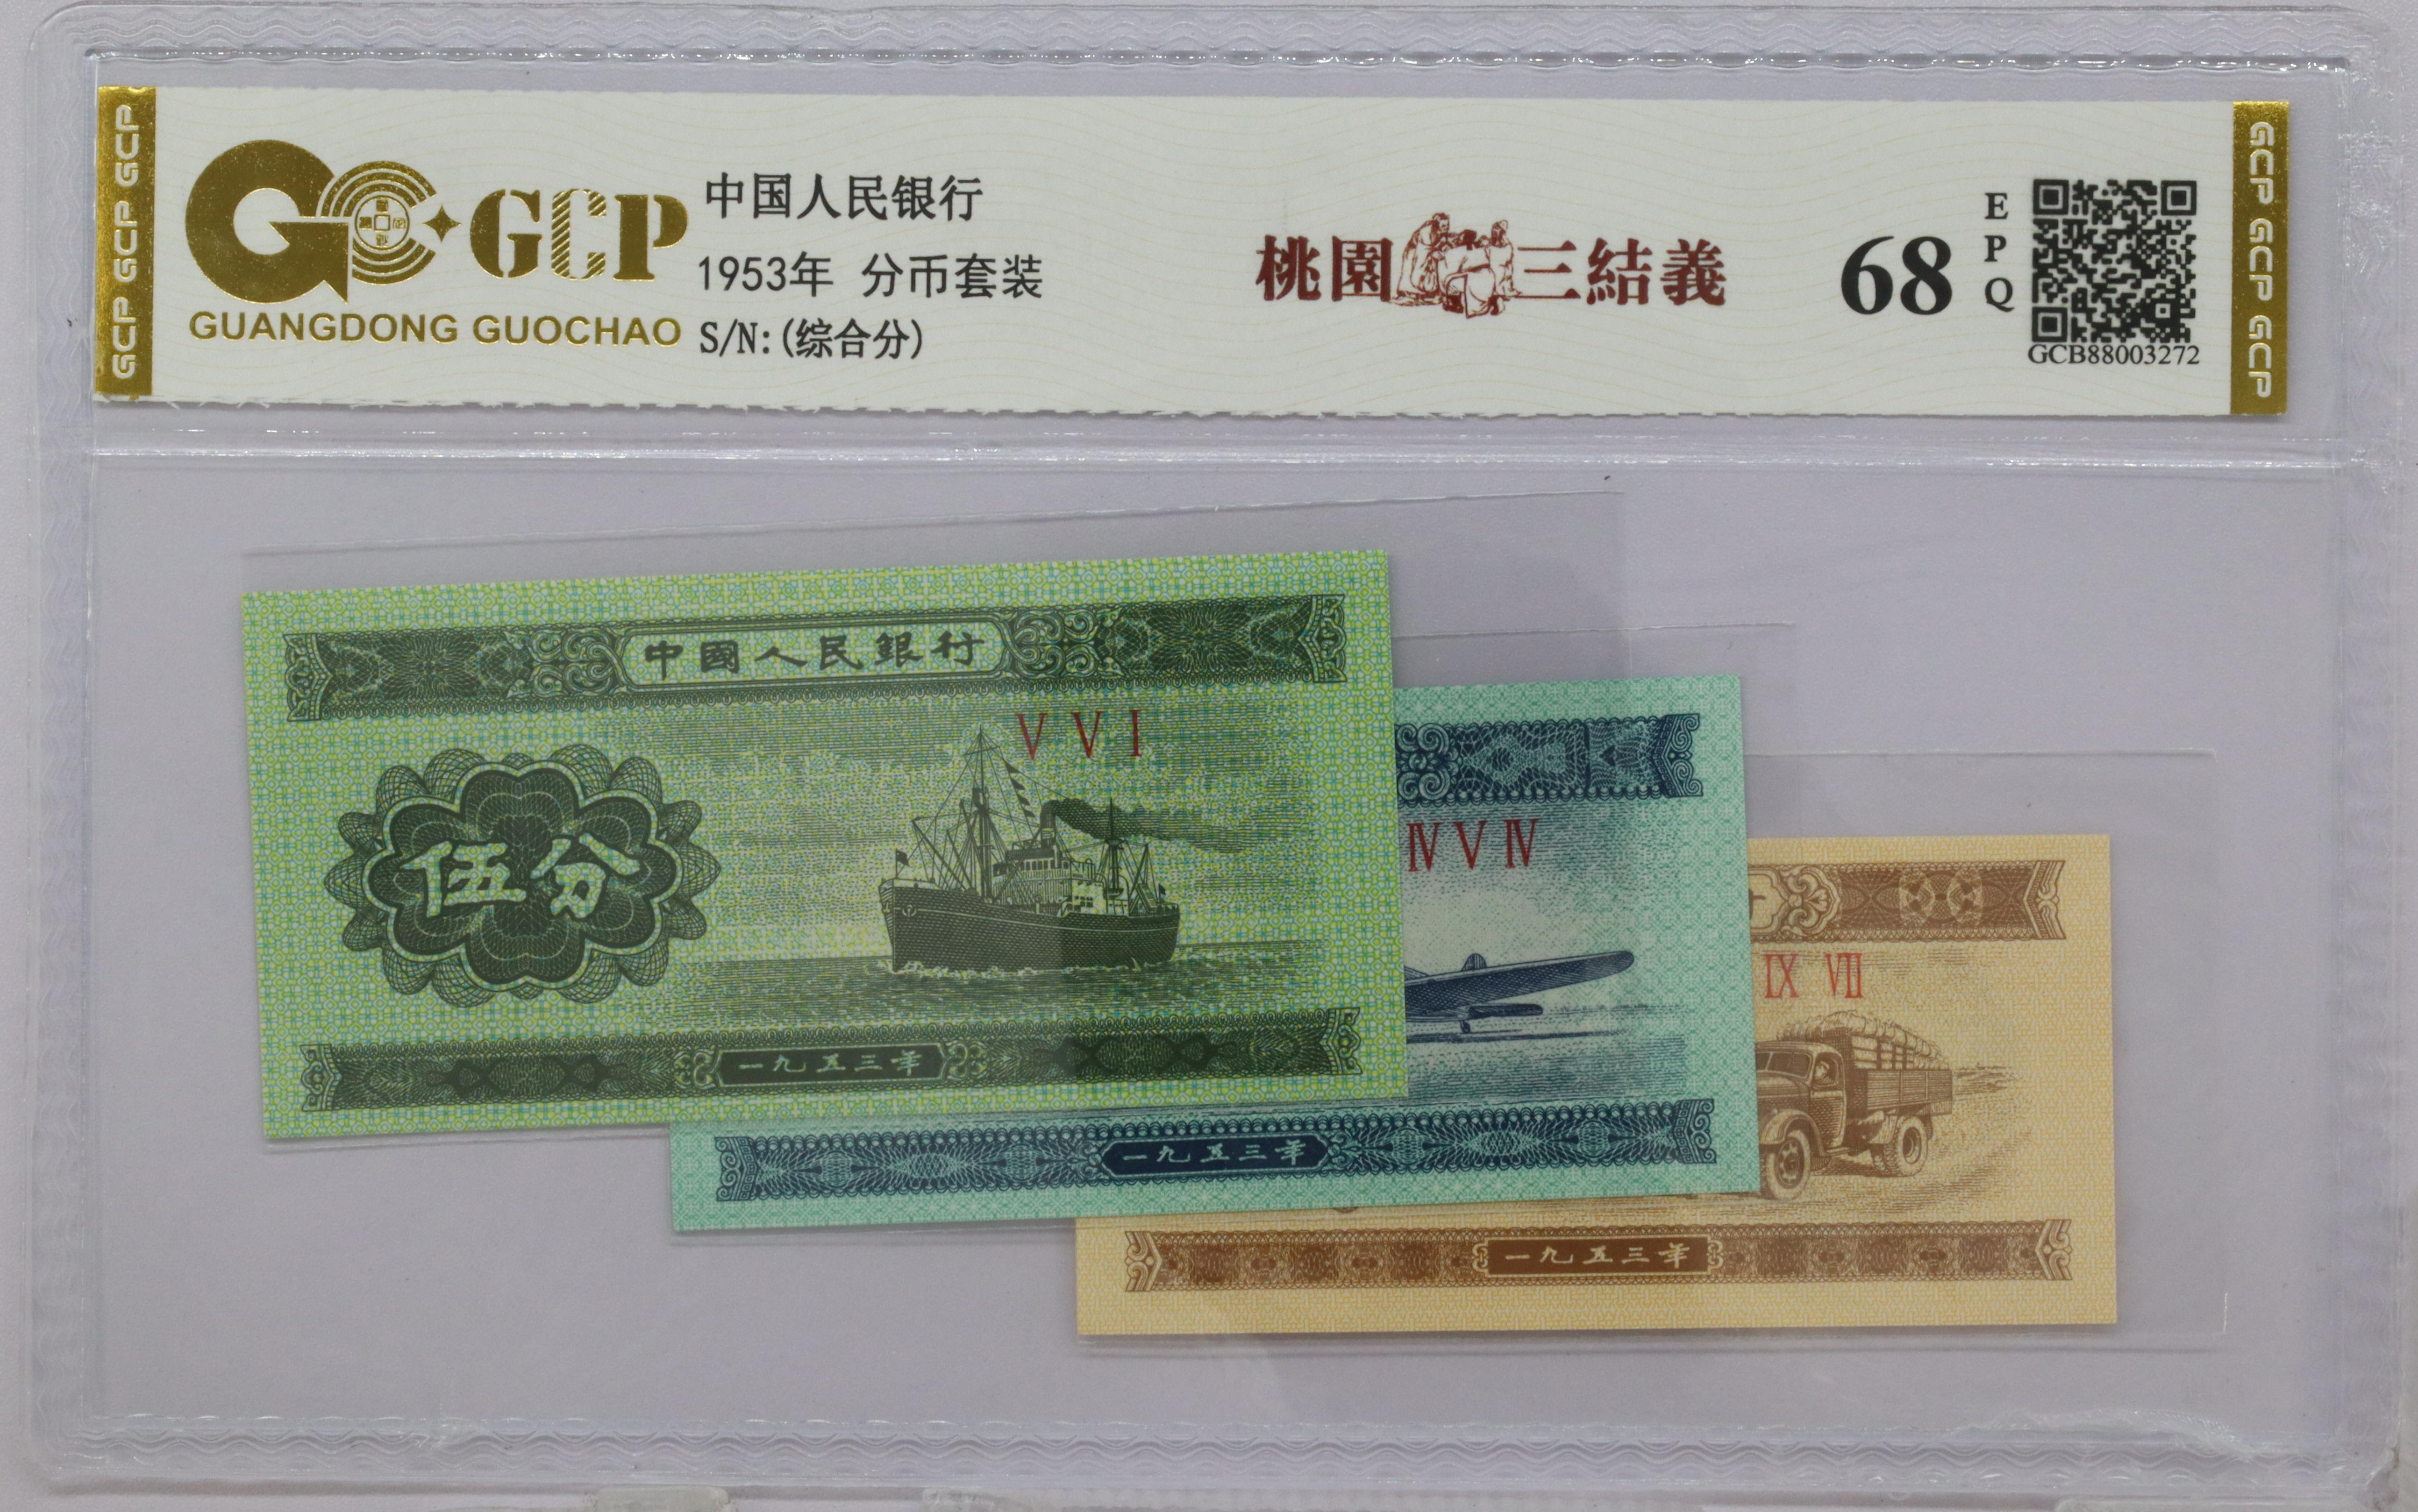 GCP GCP GCP
GCP
GUANGDONG GUOCHAO
中国人民银行
1953年 分币套装
S/N:(综合分)
桃園三結義
68
EPQ
GCB88003272
GCP GCP GCP
中國人民銀行
V V I
伍分
一九五三年
IV V IV
一九五三年
IX VII
一九五三年